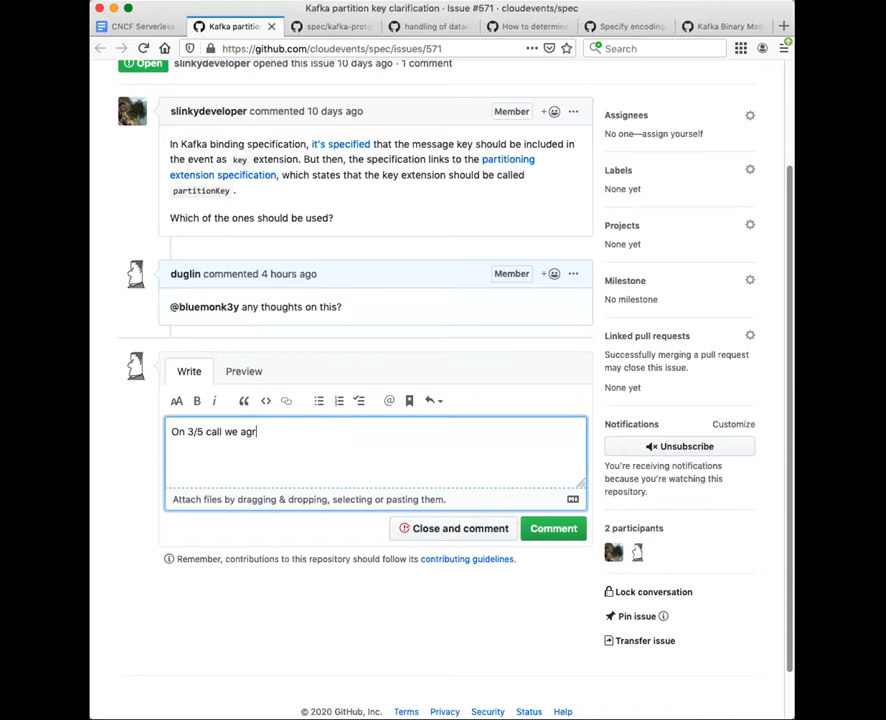 Kafka partition key clarification · Issue #571 · cloudevents/spec
CNCF Serverless
Kafka partitio
spec/kafka-proto
handling of data
How to determin
Specify encoding
Kafka Binary Mo
https://github.com/cloudevents/spec/issues/571
Search
Open slinkydeveloper opened this issue 10 days ago · 1 comment
slinkydeveloper commented 10 days ago
Member
In Kafka binding specification, it's specified that the message key should be included in
the event as key extension. But then, the specification links to the partitioning
extension specification, which states that the key extension should be called
partitionKey .
Which of the ones should be used?
duglin commented 4 hours ago
Member
@bluemonk3y any thoughts on this?
Write
Preview
On 3/5 call we agr
Attach files by dragging & dropping, selecting or pasting them.
Close and comment
Comment
Remember, contributions to this repository should follow its contributing guidelines.
Assignees
No one—assign yourself
Labels
None yet
Projects
None yet
Milestone
No milestone
Linked pull requests
Successfully merging a pull request
may close this issue.
None yet
Notifications
Customize
Unsubscribe
You're receiving notifications
because you're watching this
repository.
2 participants
Lock conversation
Pin issue
Transfer issue
© 2020 GitHub, Inc.
Terms
Privacy
Security
Status
Help